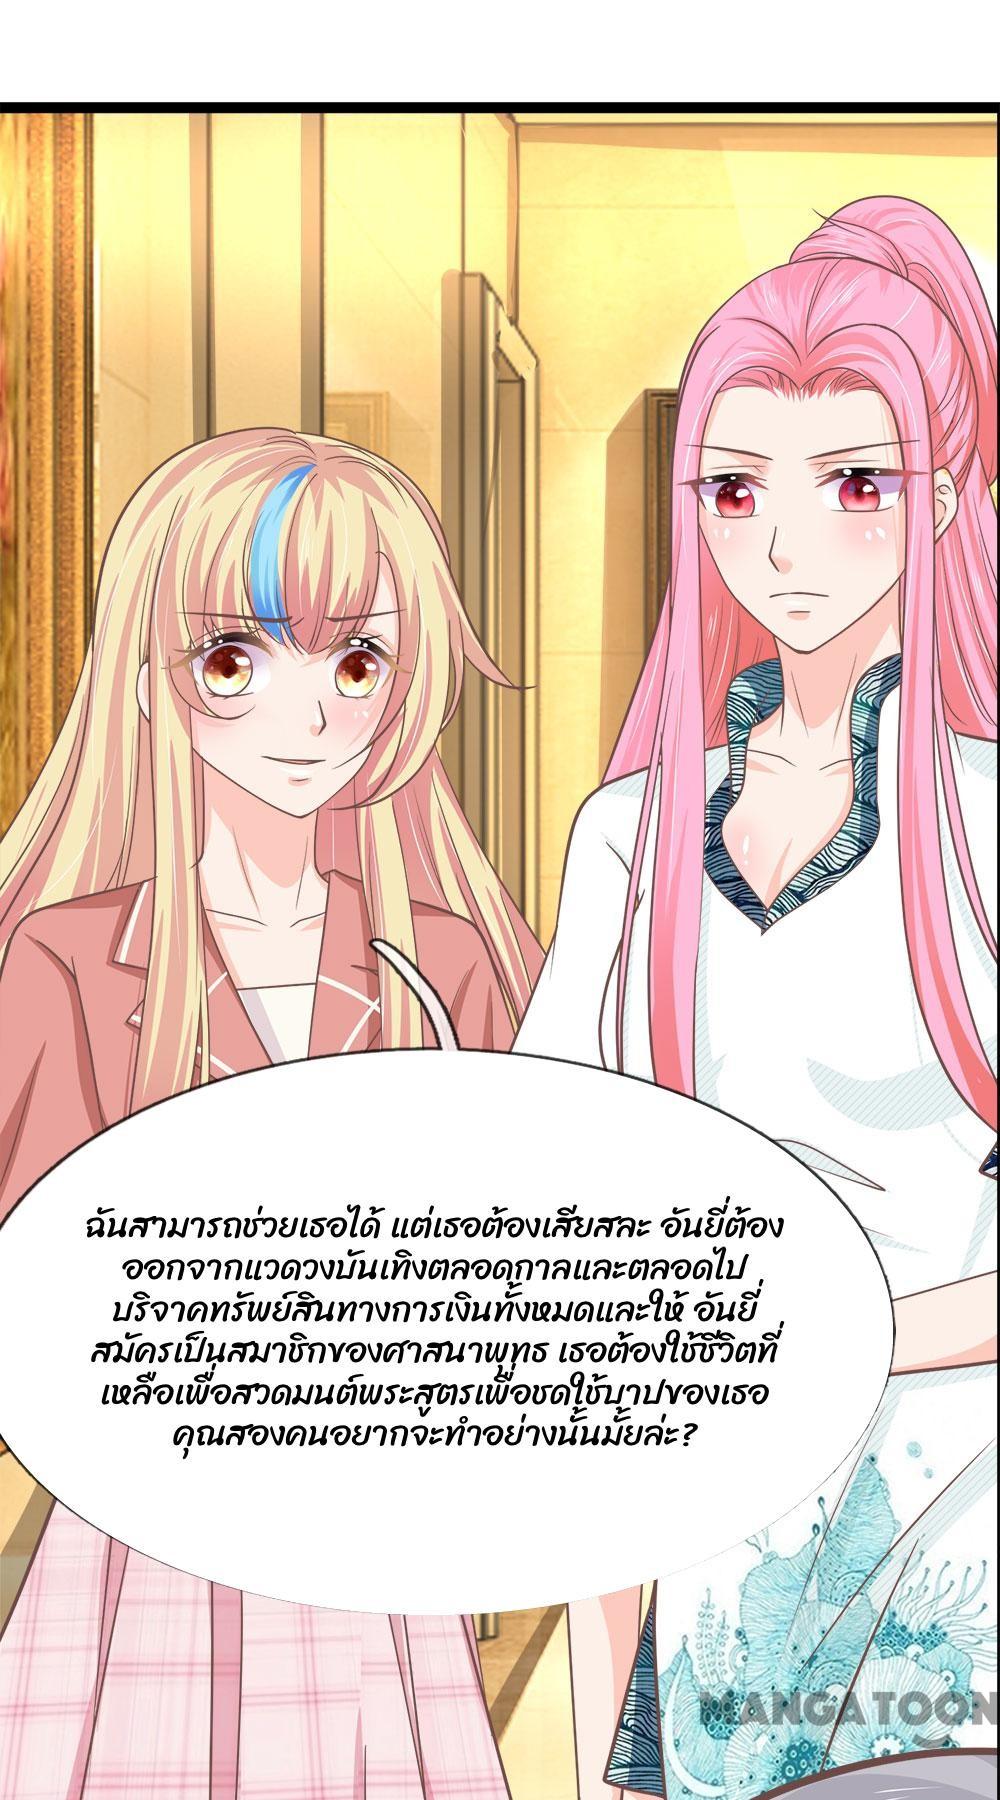 ฉันสามารถช่วยเธอได้ แต่เธอต้องเสียสละ อันยี่ต้อง
ออกจากแวดวงบันเทิงตลอดกาลและตลอดไป
บริจาคทรัพย์สินทางการเงินทั้งหมดและให้ อันยี่
สมัครเป็นสมาชิกของศาสนาพุทธ เธอต้องใช้ชีวิตที่
เหลือเพื่อสวดมนต์พระสูตรเพื่อชดใช้บาปของเธอ
คุณสองคนอยากจะทำอย่างนั้นมั้ยล่ะ?
MANGATOON